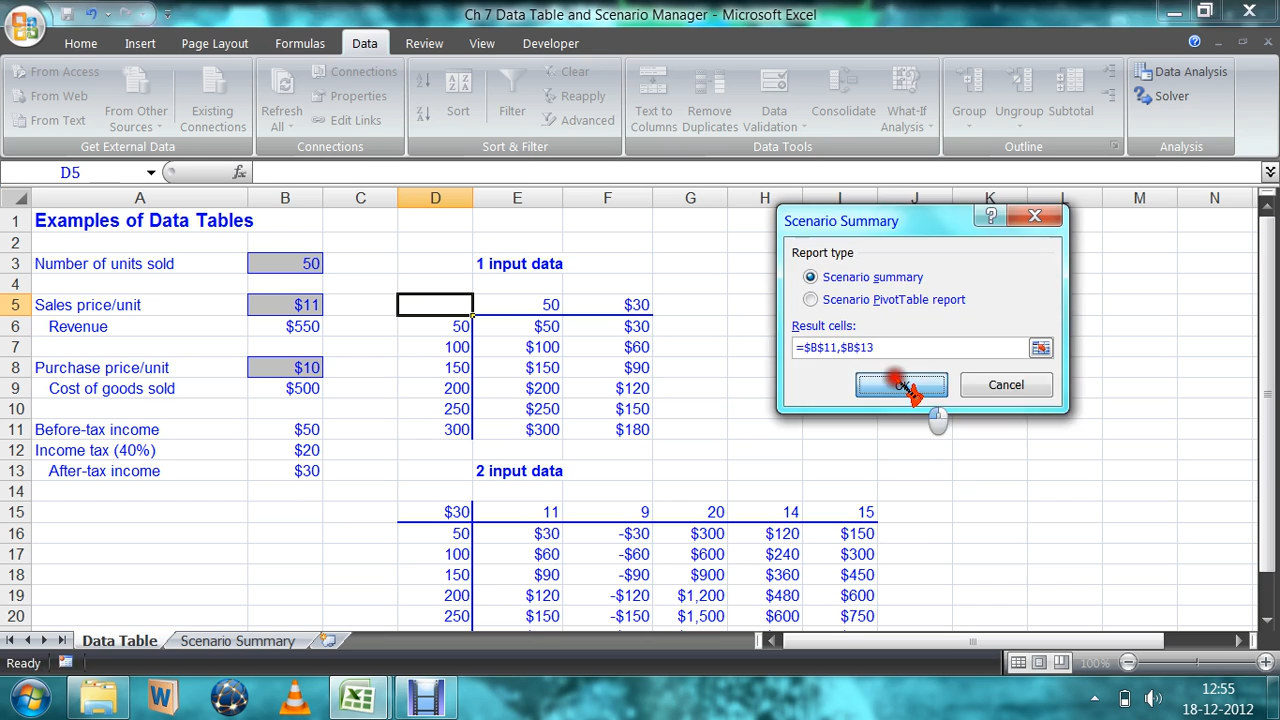 Ch 7 Data Table and Scenario Manager - Microsoft Excel
Home Insert Page Layout Formulas Data Review View Developer
From Access
From Web
From Text
From Other Sources
Existing Connections
Get External Data
Refresh All
Connections
Properties
Edit Links
Connections
Sort
Filter
Clear
Reapply
Advanced
Sort & Filter
Text to Columns
Remove Duplicates
Data Validation
Consolidate
What-If Analysis
Data Tools
Group
Ungroup
Subtotal
Outline
Data Analysis
Solver
Analysis
D5 fx
A B C D E F G H I J K L M N
1 Examples of Data Tables
2
3 Number of units sold 50 1 input data
4
5 Sales price/unit $11 50 $30
6 Revenue $550 50 $50 $30
7 100 $100 $60
8 Purchase price/unit $10 150 $150 $90
9 Cost of goods sold $500 200 $200 $120
10 250 $250 $150
11 Before-tax income $50 300 $300 $180
12 Income tax (40%) $20
13 After-tax income $30 2 input data
14
15 $30 11 9 20 14 15
16 50 $30 -$30 $300 $120 $150
17 100 $60 -$60 $600 $240 $300
18 150 $90 -$90 $900 $360 $450
19 200 $120 -$120 $1,200 $480 $600
20 250 $150 -$150 $1,500 $600 $750
Scenario Summary
Report type
Scenario summary
Scenario PivotTable report
Result cells:
=$B$11,$B$13
OK Cancel
Data Table Scenario Summary
Ready 100%
12:55
18-12-2012